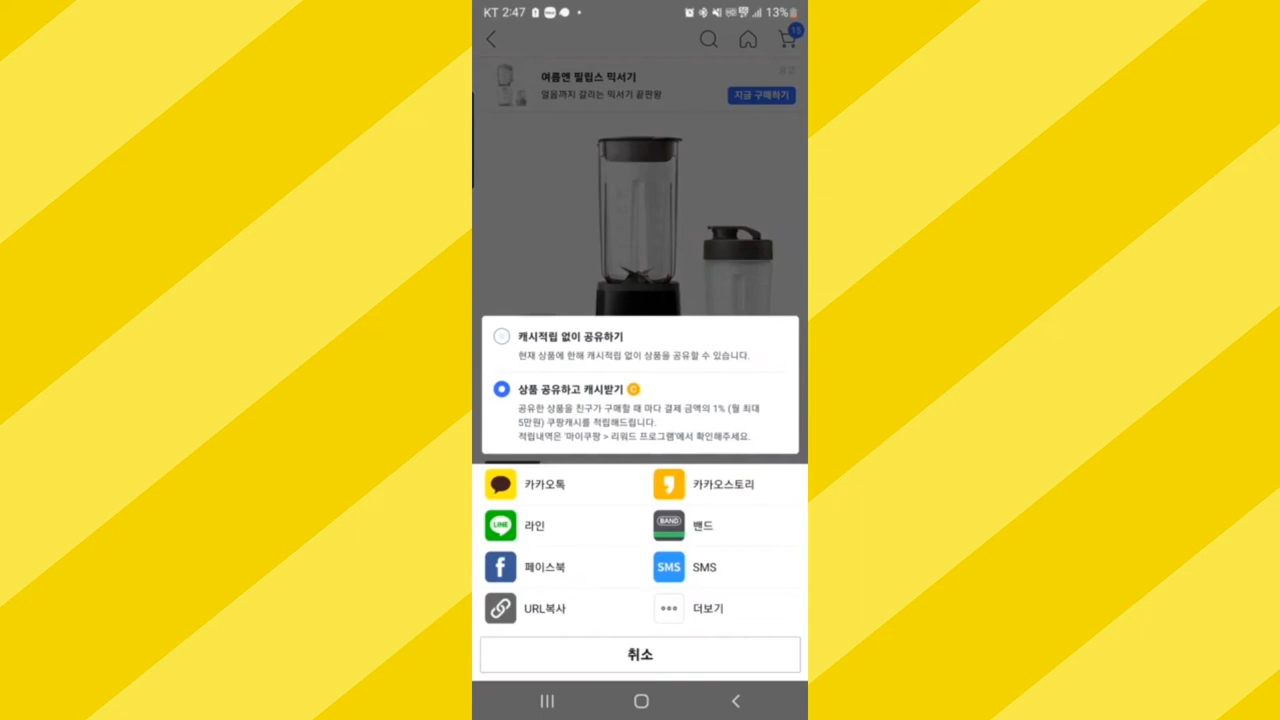 KT 2:47
13%
15
여름엔 필립스 믹서기
광고
얼음까지 갈리는 믹서기 끝판왕
지금 구매하기
캐시적립 없이 공유하기
현재 상품에 한해 캐시적립 없이 상품을 공유할 수 있습니다.
상품 공유하고 캐시받기 C
공유한 상품을 친구가 구매할 때 마다 결제 금액의 1% (월 최대
5만원) 쿠팡캐시를 적립해드립니다.
적립내역은 '마이쿠팡 > 리워드 프로그램'에서 확인해주세요.
카카오톡
카카오스토리
LINE 라인
BAND 밴드
f 페이스북
SMS SMS
URL복사
더보기
취소